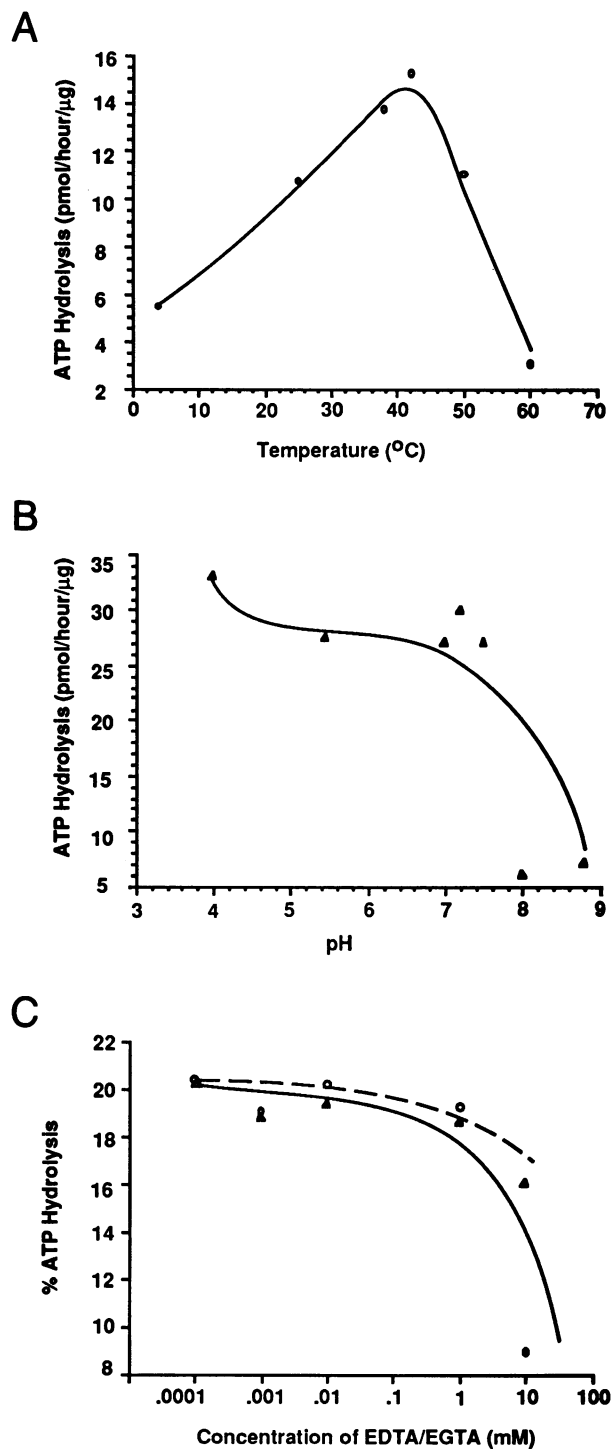 A
ATP Hydrolysis (pmol/hour/µg)
16
14
12
10
8
6
4
2
0 10 20 30 40 50 60 70
Temperature (°C)
B
ATP Hydrolysis (pmol/hour/µg)
35
30
25
20
15
10
5
3 4 5 6 7 8 9
pH
C
% ATP Hydrolysis
22
20
18
16
14
12
10
8
.0001 .001 .01 .1 1 10 100
Concentration of EDTA/EGTA (mM)